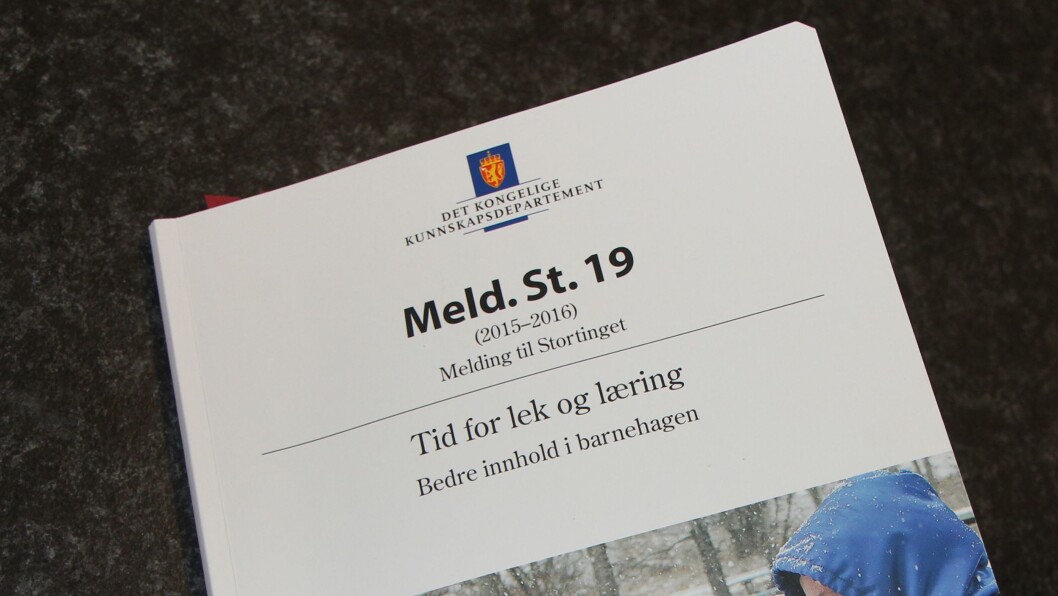 DET KONGELIGE
KUNNSKAPSDEPARTEMENT
Meld. St. 19
(2015–2016)
Melding til Stortinget
Tid for lek og læring
Bedre innhold i barnehagen